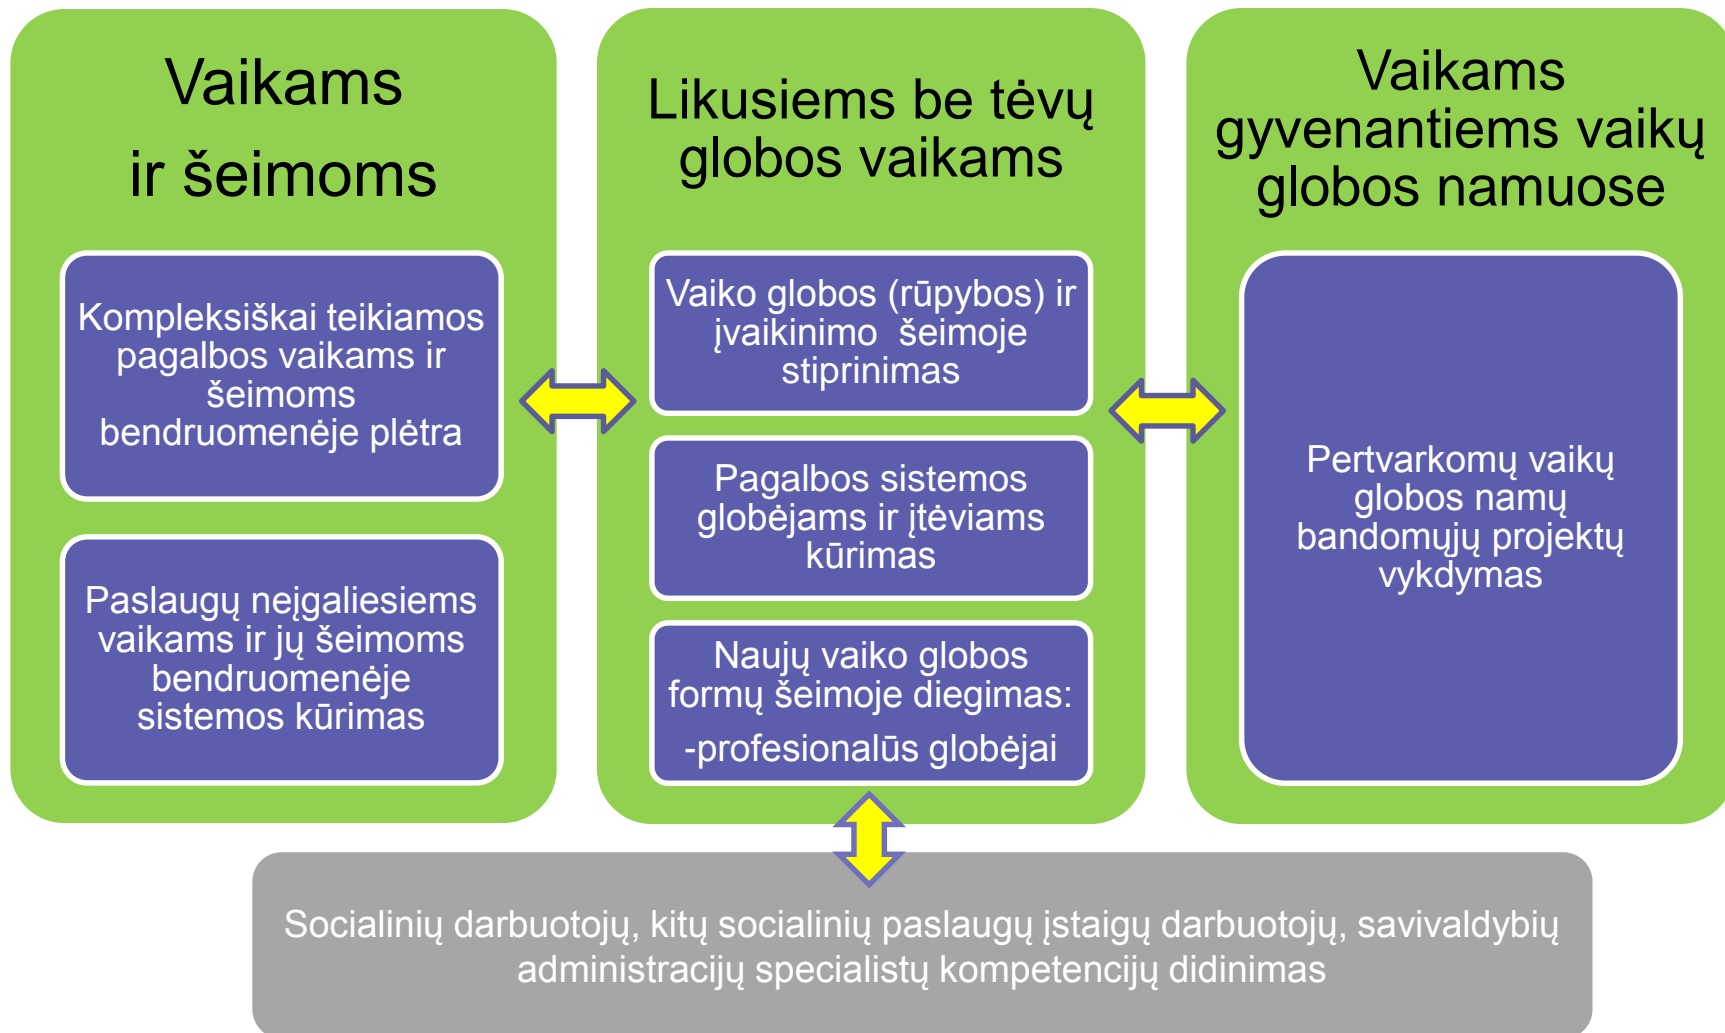 Vaikams
ir šeimoms
Kompleksiškai teikiamos
pagalbos vaikams ir
šeimoms
bendruomenėje plėtra
Paslaugų neįgaliesiems
vaikams ir jų šeimoms
bendruomenėje
sistemos kūrimas
Likusiems be tėvų
globos vaikams
Vaiko globos (rūpybos) ir
įvaikinimo šeimoje
stiprinimas
Pagalbos sistemos
globėjams ir įtėviams
kūrimas
Naujų vaiko globos
formų šeimoje diegimas:
-profesionalūs globėjai
Vaikams
gyvenantiems vaikų
globos namuose
Pertvarkomų vaikų
globos namų
bandomųjų projektų
vykdymas
Socialinių darbuotojų, kitų socialinių paslaugų įstaigų darbuotojų, savivaldybių
administracijų specialistų kompetencijų didinimas